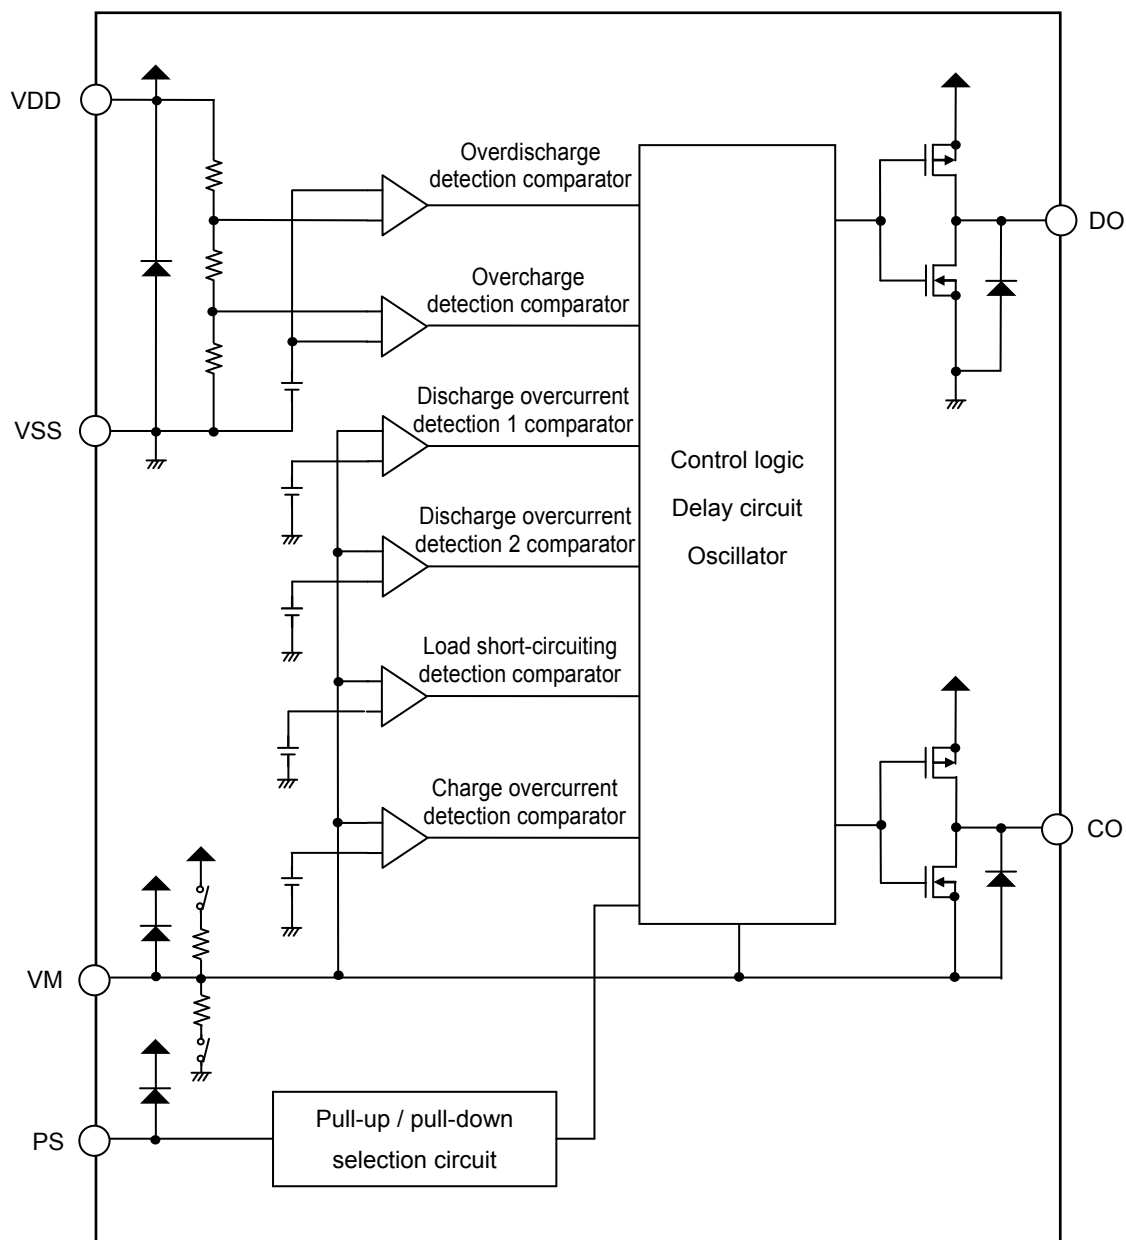 VDD
Overdischarge
detection comparator
DO
Overcharge
detection comparator
Discharge overcurrent
detection 1 comparator
VSS
Control logic
Delay circuit
Oscillator
Discharge overcurrent
detection 2 comparator
Load short-circuiting
detection comparator
Charge overcurrent
detection comparator
CO
VM
PS
Pull-up / pull-down
selection circuit